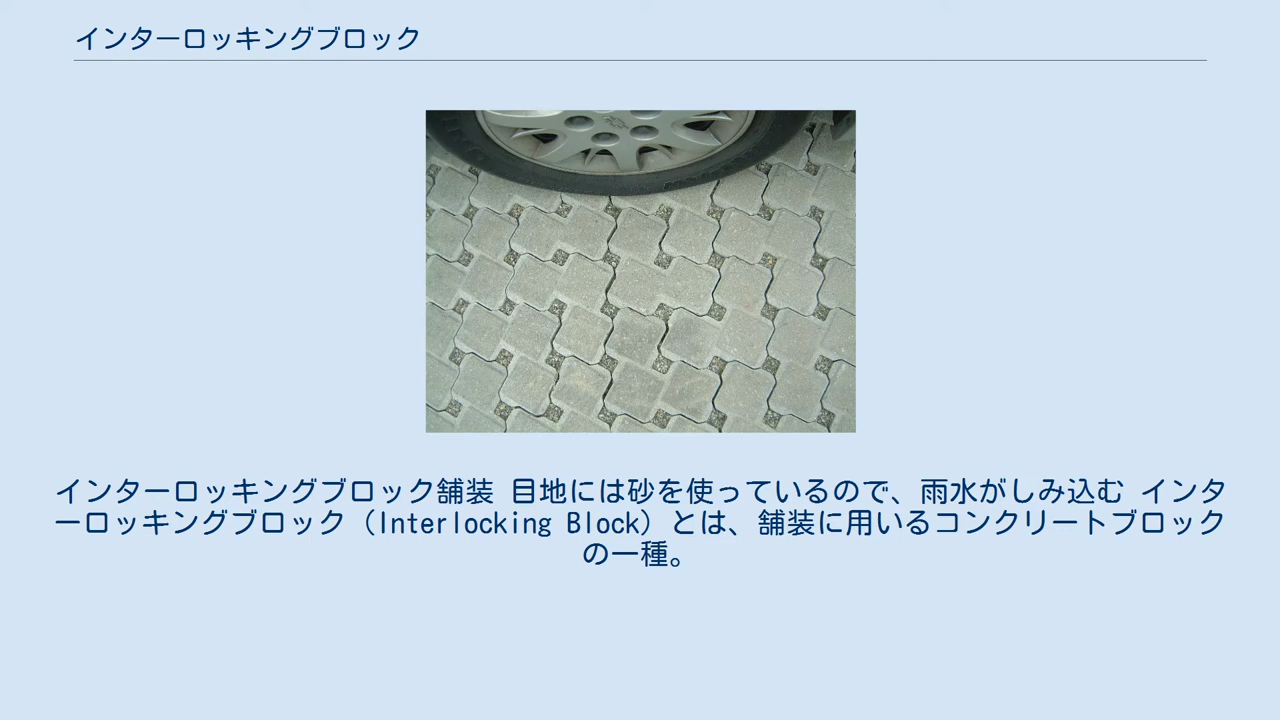 インターロッキングブロック
インターロッキングブロック舗装 目地には砂を使っているので、雨水がしみ込む インタ
ーロッキングブロック（Interlocking Block）とは、舗装に用いるコンクリートブロック
の一種。